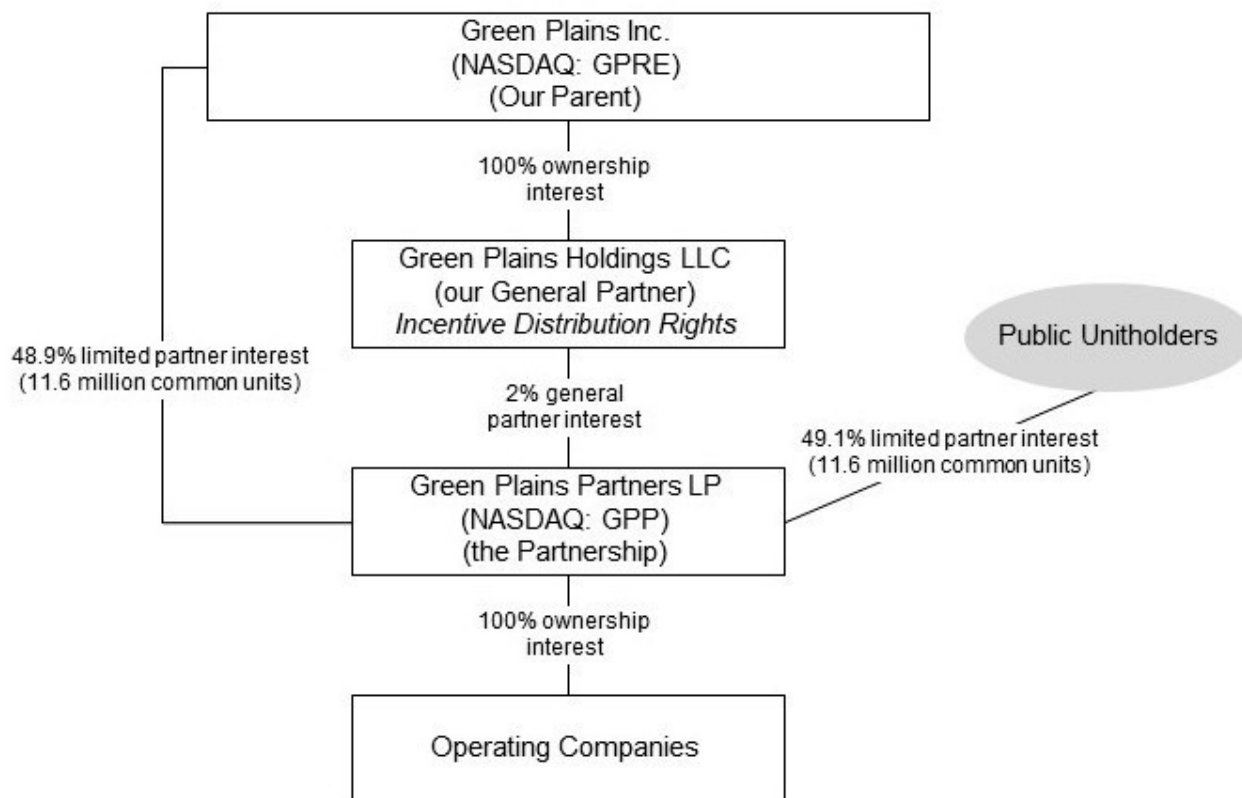 Green Plains Inc.
(NASDAQ: GPRE)
(Our Parent)
100% ownership
interest
Green Plains Holdings LLC
(our General Partner)
Incentive Distribution Rights
Public Unitholders
48.9% limited partner interest
(11.6 million common units)
2% general
partner interest
49.1% limited partner interest
(11.6 million common units)
Green Plains Partners LP
(NASDAQ: GPP)
(the Partnership)
100% ownership
interest
Operating Companies